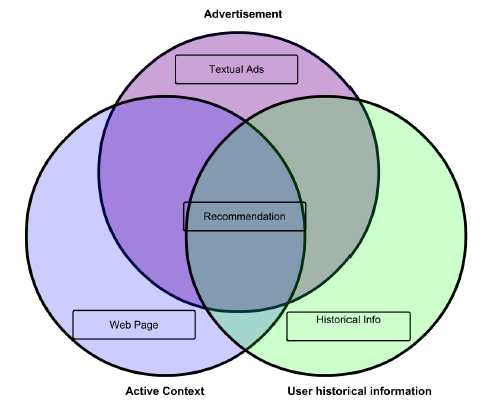 Advertisement
Textual Ads
Recommendation
Web Page
Historical Info
Active Context
User historical information